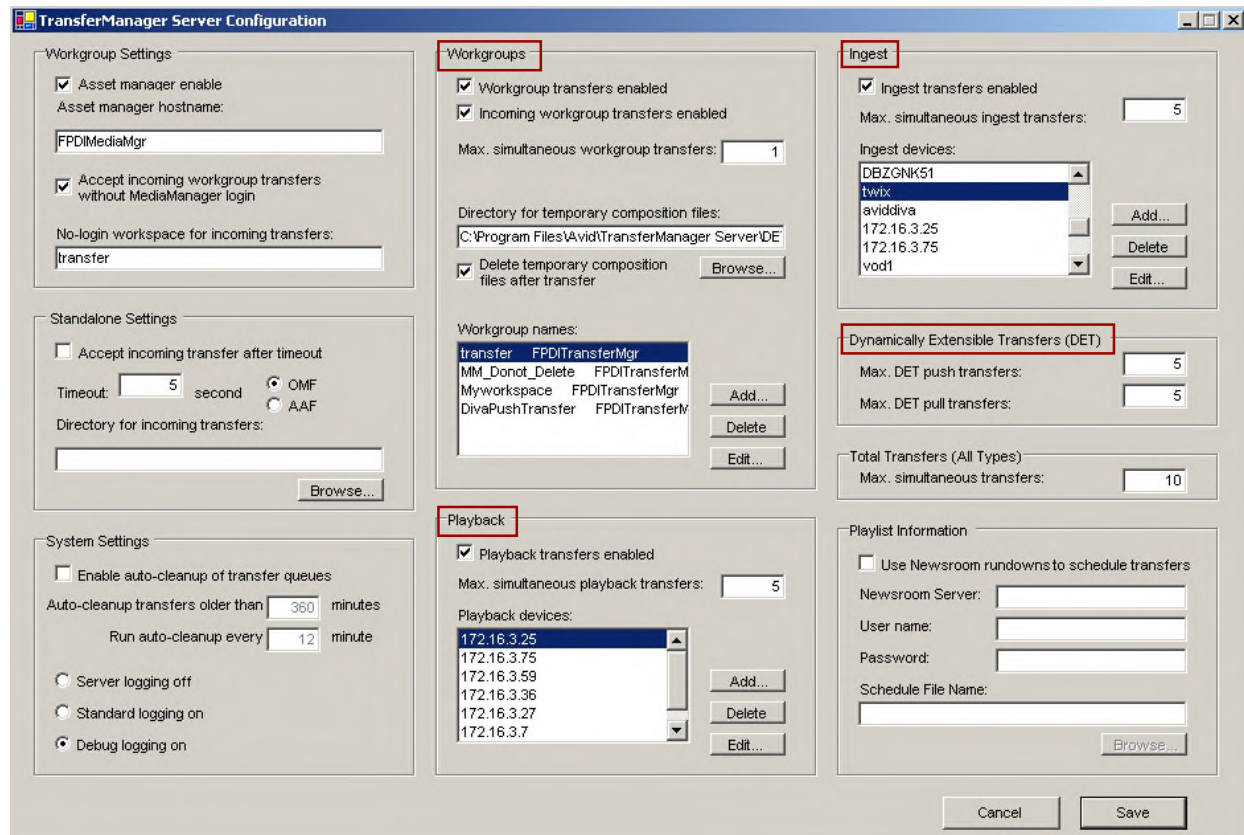 TransferManager Server Configuration
Workgroup Settings
Asset manager enable
Asset manager hostname:
FPDIMediaMgr
Accept incoming workgroup transfers
without MediaManager login
No-login workspace for incoming transfers:
transfer
Standalone Settings
Accept incoming transfer after timeout
Timeout: 5 second
OMF
AAF
Directory for incoming transfers:
Browse...
System Settings
Enable auto-cleanup of transfer queues
Auto-cleanup transfers older than 360 minutes
Run auto-cleanup every 12 minute
Server logging off
Standard logging on
Debug logging on
Workgroups
Workgroup transfers enabled
Incoming workgroup transfers enabled
Max. simultaneous workgroup transfers: 1
Directory for temporary composition files:
C:\Program Files\Avid\TransferManager Server\DE
Delete temporary composition
files after transfer
Browse...
Workgroup names:
transfer FPDITransferMgr
MM_Donot_Delete FPDITransferM
Myworkspace FPDITransferMgr
DivaPushTransfer FPDITransferM
Add...
Delete
Edit...
Playback
Playback transfers enabled
Max. simultaneous playback transfers: 5
Playback devices:
172.16.3.25
172.16.3.75
172.16.3.59
172.16.3.36
172.16.3.27
172.16.3.7
Add...
Delete
Edit...
Ingest
Ingest transfers enabled
Max. simultaneous ingest transfers: 5
Ingest devices:
DBZGNK51
twix
aviddiva
172.16.3.25
172.16.3.75
vod1
Add...
Delete
Edit...
Dynamically Extensible Transfers (DET)
Max. DET push transfers: 5
Max. DET pull transfers: 5
Total Transfers (All Types)
Max. simultaneous transfers: 10
Playlist Information
Use Newsroom rundowns to schedule transfers
Newsroom Server:
User name:
Password:
Schedule File Name:
Browse...
Cancel
Save